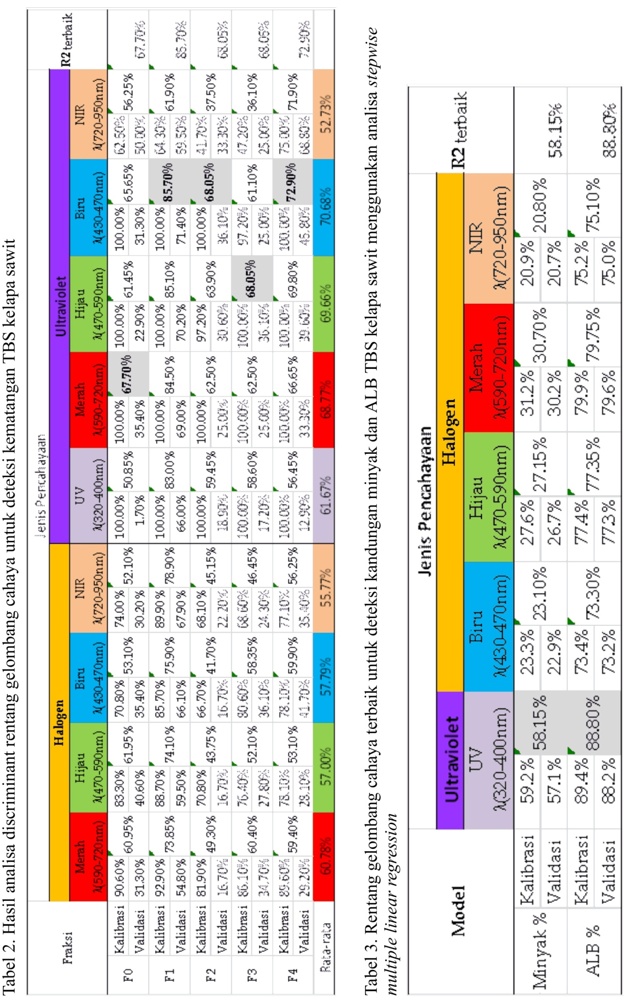 Tabel 2. Hasil analisa discriminant rentang gelombang cahaya untuk deteksi kematangan TBS kelapa sawit
Fraksi Jenis Pencahayaan R2 terbaik
Halogen Ultraviolet
Merah Hijau Biru NIR UV Merah Hijau Biru NIR
λ(590-720nm) λ(470-590nm) λ(430-470nm) λ(720-950nm) λ(320-400nm) λ(590-720nm) λ(470-590nm) λ(430-470nm) λ(720-950nm)
F0 Kalibrasi 90.60% 60.95% 83.30% 61.95% 70.80% 53.10% 74.00% 52.10% 100.00% 50.85% 100.00% 67.70% 100.00% 61.45% 100.00% 65.65% 62.50% 56.25% 67.70%
Validasi 31.30% 40.60% 35.40% 30.20% 1.70% 35.40% 22.90% 31.30% 50.00%
F1 Kalibrasi 92.90% 73.85% 88.70% 74.10% 85.70% 75.90% 89.90% 78.90% 100.00% 83.00% 100.00% 84.50% 100.00% 85.10% 100.00% 85.70% 64.30% 61.90% 85.70%
Validasi 54.80% 59.50% 66.10% 67.90% 66.00% 69.00% 70.20% 71.40% 59.50%
F2 Kalibrasi 81.90% 49.30% 70.80% 43.75% 66.70% 41.70% 68.10% 45.15% 100.00% 59.45% 100.00% 62.50% 97.20% 63.90% 100.00% 68.05% 41.70% 37.50% 68.05%
Validasi 16.70% 16.70% 16.70% 22.20% 18.90% 25.00% 30.60% 36.10% 33.30%
F3 Kalibrasi 86.10% 60.40% 76.40% 52.10% 80.60% 58.35% 68.60% 46.45% 100.00% 58.60% 100.00% 62.50% 100.00% 68.05% 97.20% 61.10% 47.20% 36.10% 68.05%
Validasi 34.70% 27.80% 36.10% 24.30% 17.20% 25.00% 36.10% 25.00% 25.00%
F4 Kalibrasi 89.60% 59.40% 78.10% 53.10% 78.10% 59.90% 77.10% 56.25% 100.00% 56.45% 100.00% 66.65% 100.00% 69.80% 100.00% 72.90% 75.00% 71.90% 72.90%
Validasi 29.20% 28.10% 41.70% 35.40% 12.90% 33.30% 39.60% 45.80% 68.80%
Rata-rata 60.78% 57.00% 57.79% 55.77% 61.67% 68.77% 69.66% 70.68% 52.73%
Tabel 3. Rentang gelombang cahaya terbaik untuk deteksi kandungan minyak dan ALB TBS kelapa sawit menggunakan analisa stepwise
multiple linear regression
Model Jenis Pencahayaan R2 terbaik
Ultraviolet Halogen
UV Biru Hijau Merah NIR
λ(320-400nm) λ(430-470nm) λ(470-590nm) λ(590-720nm) λ(720-950nm)
Minyak % Kalibrasi 59.2% 58.15% 23.3% 23.10% 27.6% 27.15% 31.2% 30.70% 20.9% 20.80% 58.15%
Validasi 57.1% 22.9% 26.7% 30.2% 20.7%
ALB % Kalibrasi 89.4% 88.80% 73.4% 73.30% 77.4% 77.35% 79.9% 79.75% 75.2% 75.10% 88.80%
Validasi 88.2% 73.2% 77.3% 79.6% 75.0%